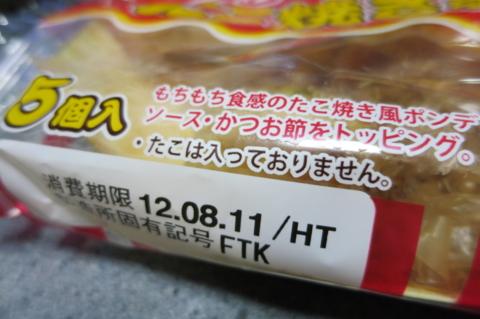 たこ焼き
5個入
もちもち食感のたこ焼き風ポンデ
ソース・かつお節をトッピング。
・たこは入っておりません。
消費期限 12.08.11/HT
所固有記号 FTK